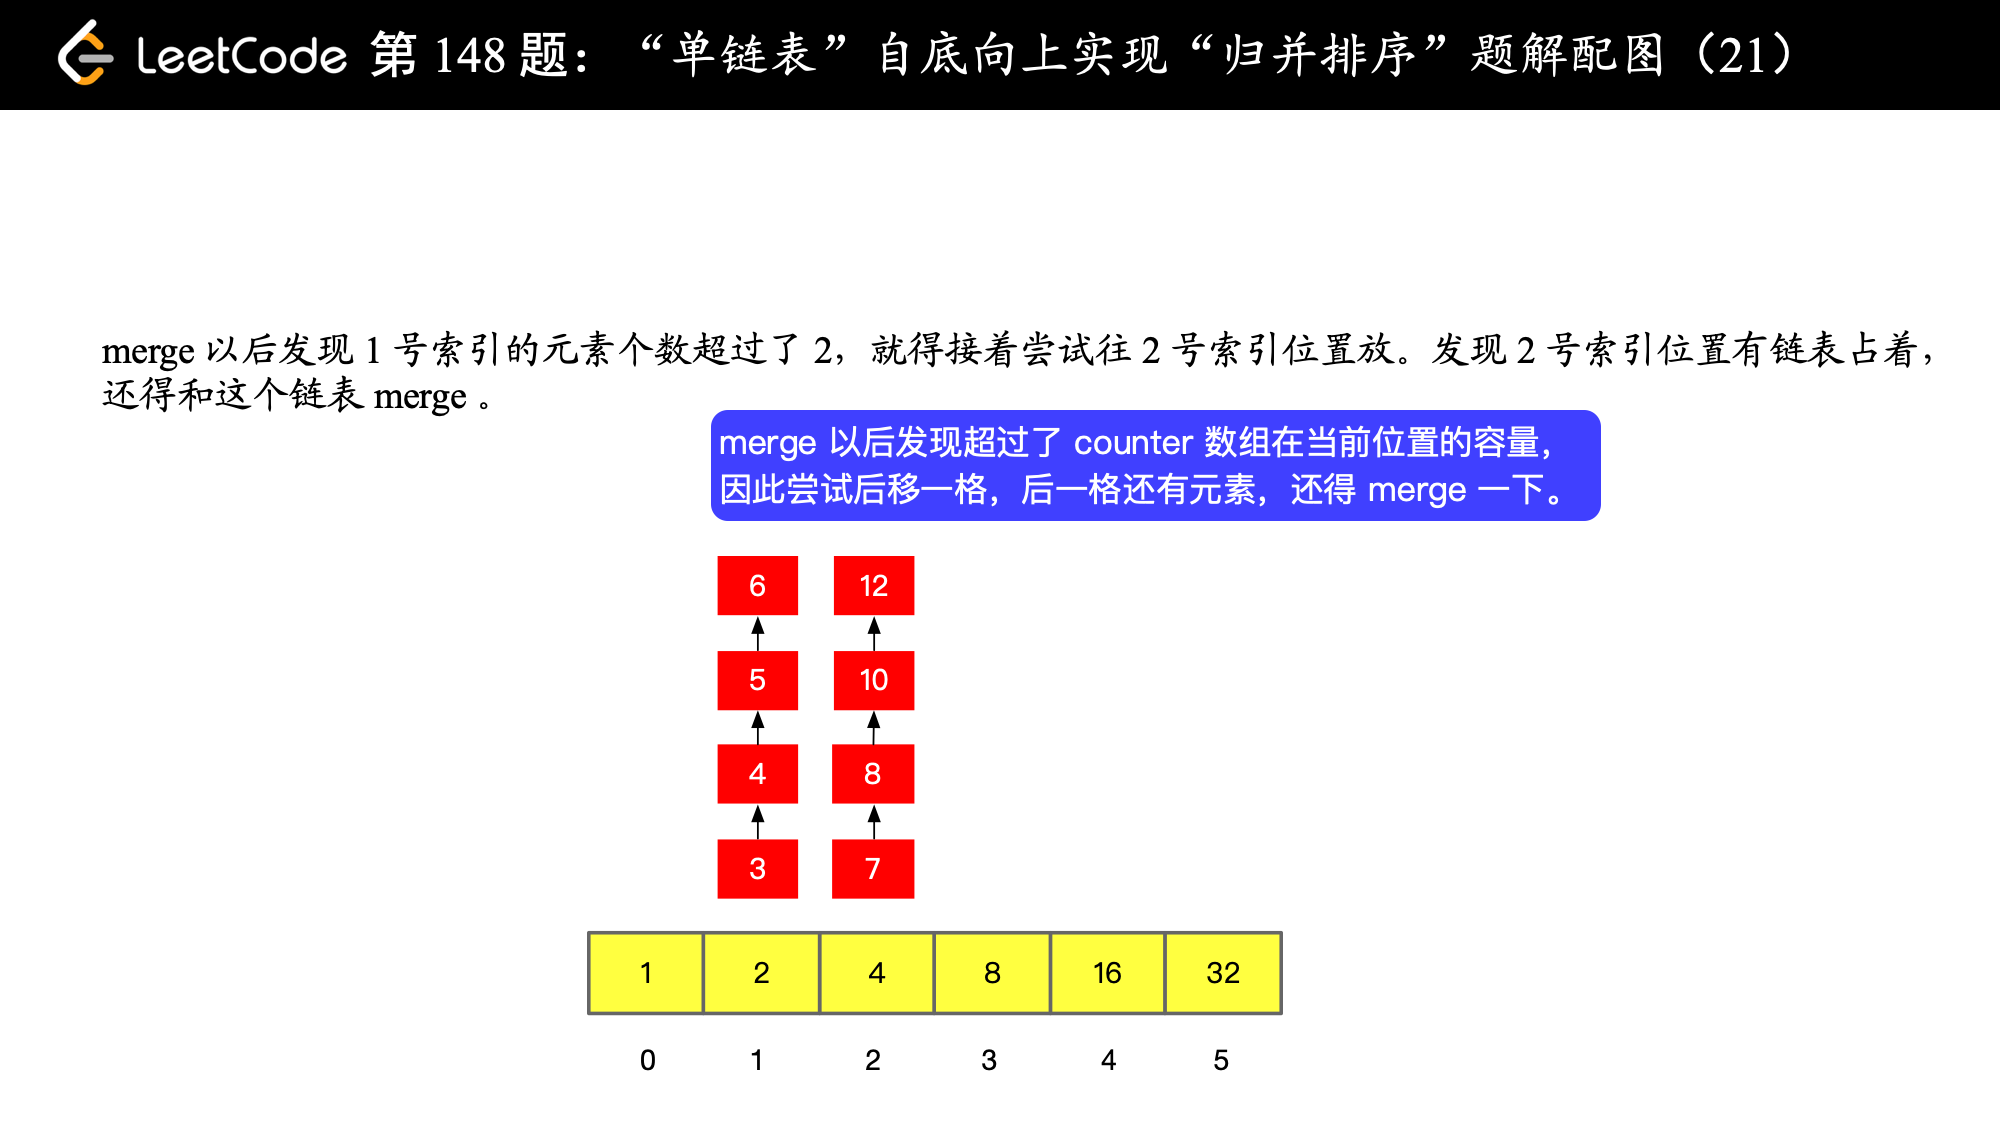 LeetCode 第 148 题：“单链表”自底向上实现“归并排序”题解配图（21）
merge 以后发现 1 号索引的元素个数超过了 2，就得接着尝试往 2 号索引位置放。发现 2 号索引位置有链表占着，
还得和这个链表 merge 。
merge 以后发现超过了 counter 数组在当前位置的容量，
因此尝试后移一格，后一格还有元素，还得 merge 一下。
6 12
5 10
4 8
3 7
1 2 4 8 16 32
0 1 2 3 4 5